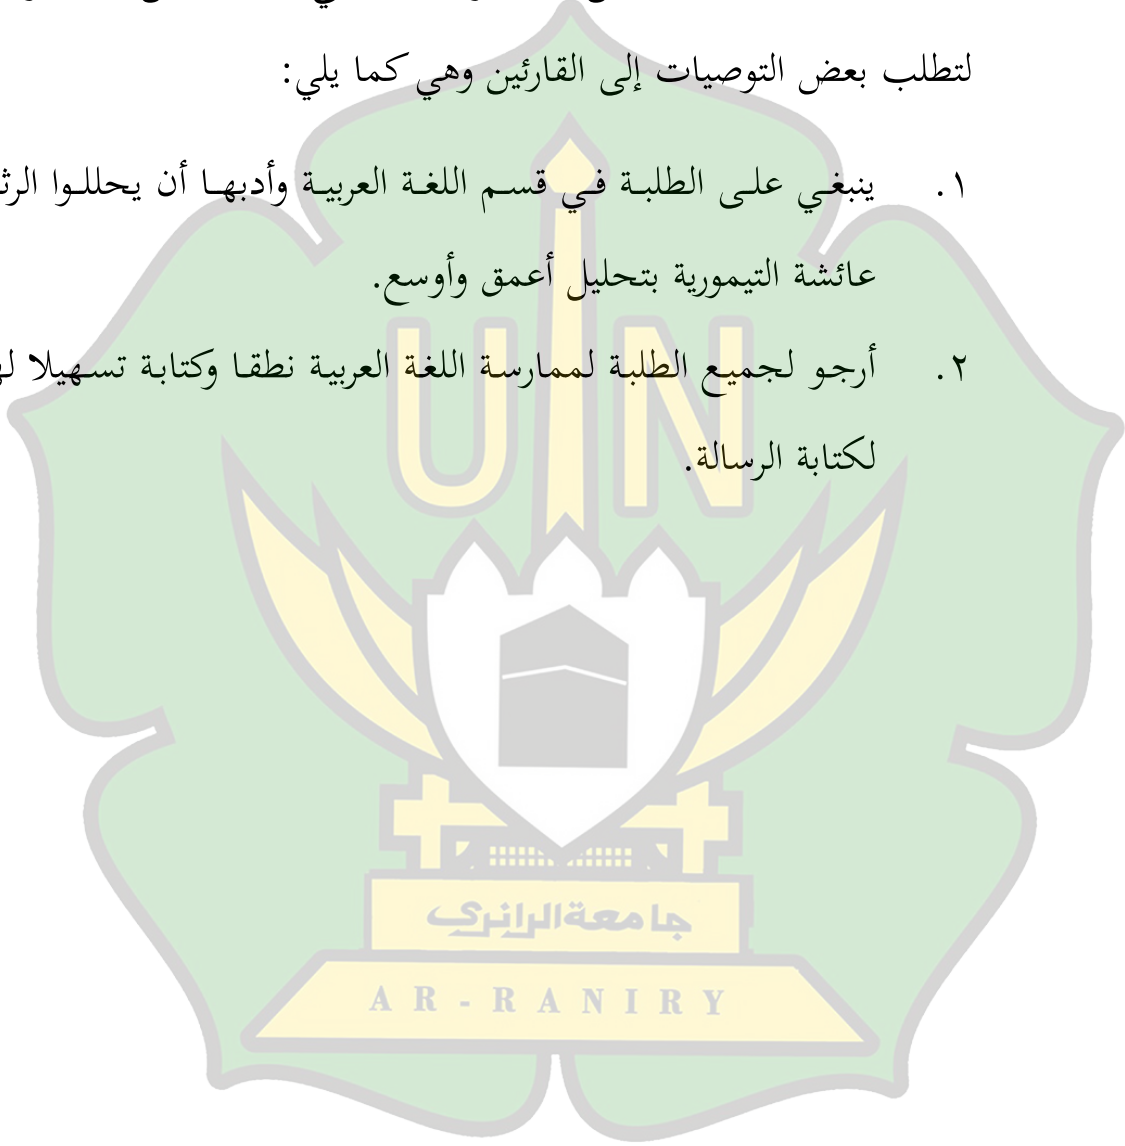 لتطلب بعض التوصيات إلى القارئين وهي كما يلي:
١. ينبغي على الطلبة في قسم اللغة العربية وأدبها أن يحللوا
عائشة التيمورية بتحليل أعمق وأوسع.
٢. أرجو لجميع الطلبة لممارسة اللغة العربية نطقا وكتابة تسهيلا
لكتابة الرسالة.
UIN
جامعة الرانري
AR-RANIRY